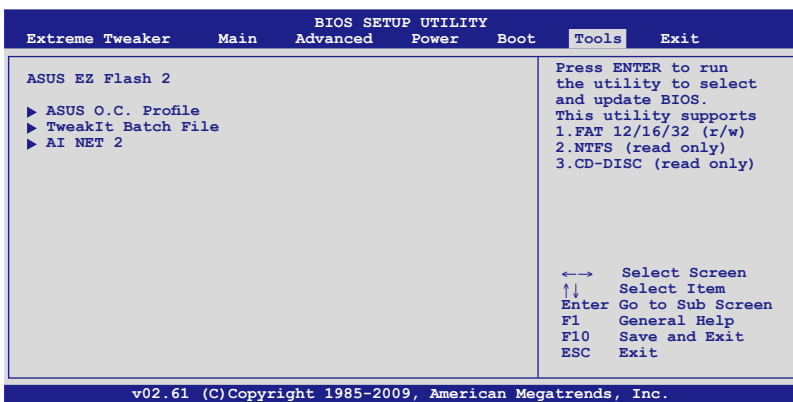 BIOS SETUP UTILITY
Extreme Tweaker Main Advanced Power Boot Tools Exit
ASUS EZ Flash 2
ASUS O.C. Profile
TweakIt Batch File
AI NET 2
Press ENTER to run
the utility to select
and update BIOS.
This utility supports
1.FAT 12/16/32 (r/w)
2.NTFS (read only)
3.CD-DISC (read only)
←→ Select Screen
↑↓ Select Item
Enter Go to Sub Screen
F1 General Help
F10 Save and Exit
ESC Exit
v02.61 (C)Copyright 1985-2009, American Megatrends, Inc.